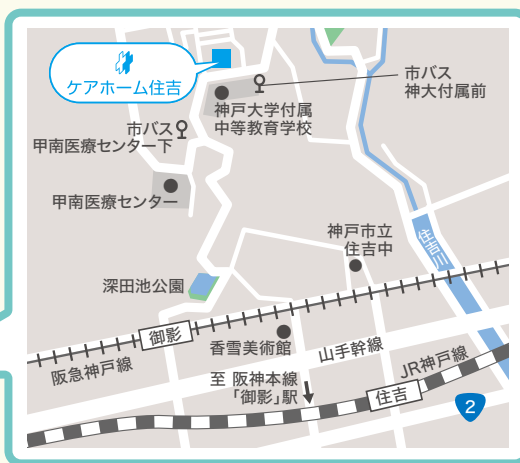 ケアホーム住吉
市バス
神大付属前
神戸大学付属
中等教育学校
市バス
甲南医療センター下
甲南医療センター
神戸市立
住吉中
住吉川
深田池公園
御影
香雪美術館
山手幹線
阪急神戸線
JR神戸線
至 阪神本線
「御影」駅
住吉
2